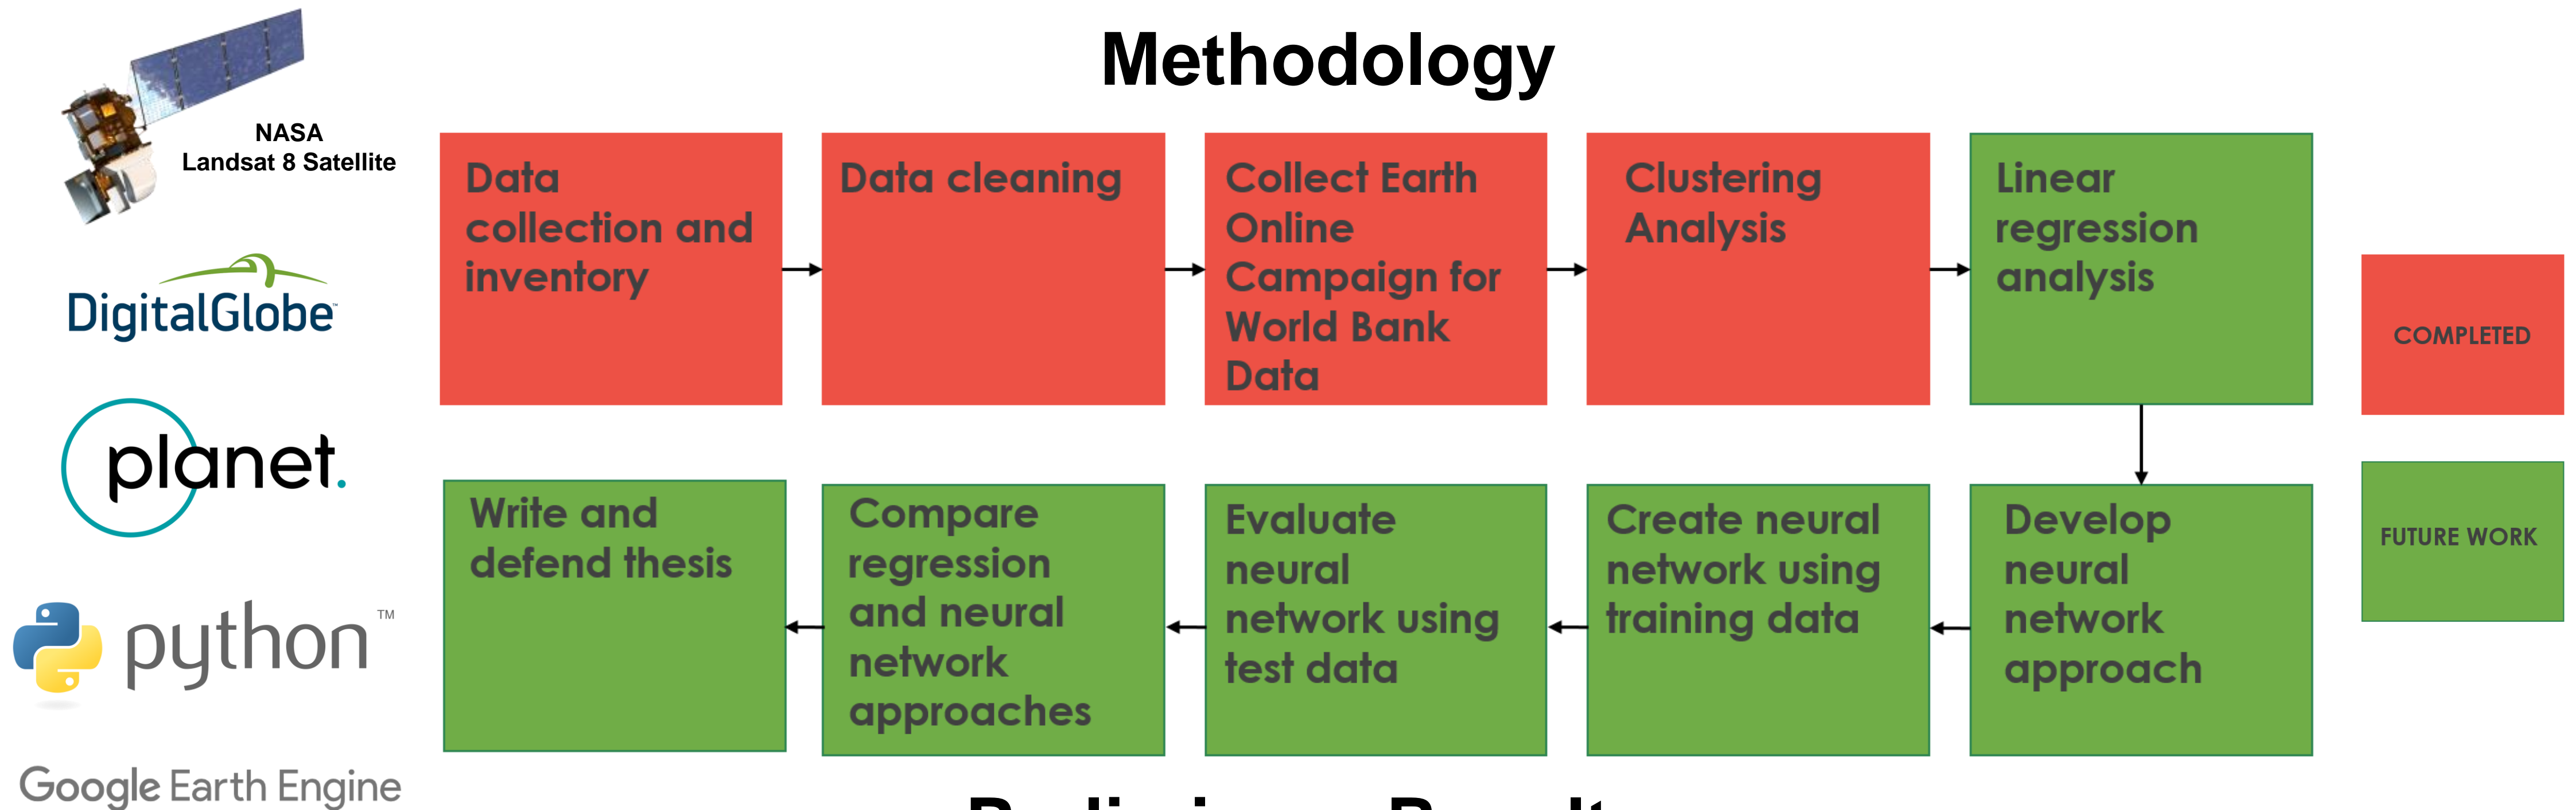 Methodology
NASA
Landsat 8 Satellite
DigitalGlobe™
planet.
python™
Google Earth Engine
Data
collection and
inventory
Data cleaning
Collect Earth
Online
Campaign for
World Bank
Data
Clustering
Analysis
Linear
regression
analysis
COMPLETED
FUTURE WORK
Develop
neural
network
approach
Create neural
network using
training data
Evaluate
neural
network using
test data
Compare
regression
and neural
network
approaches
Write and
defend thesis